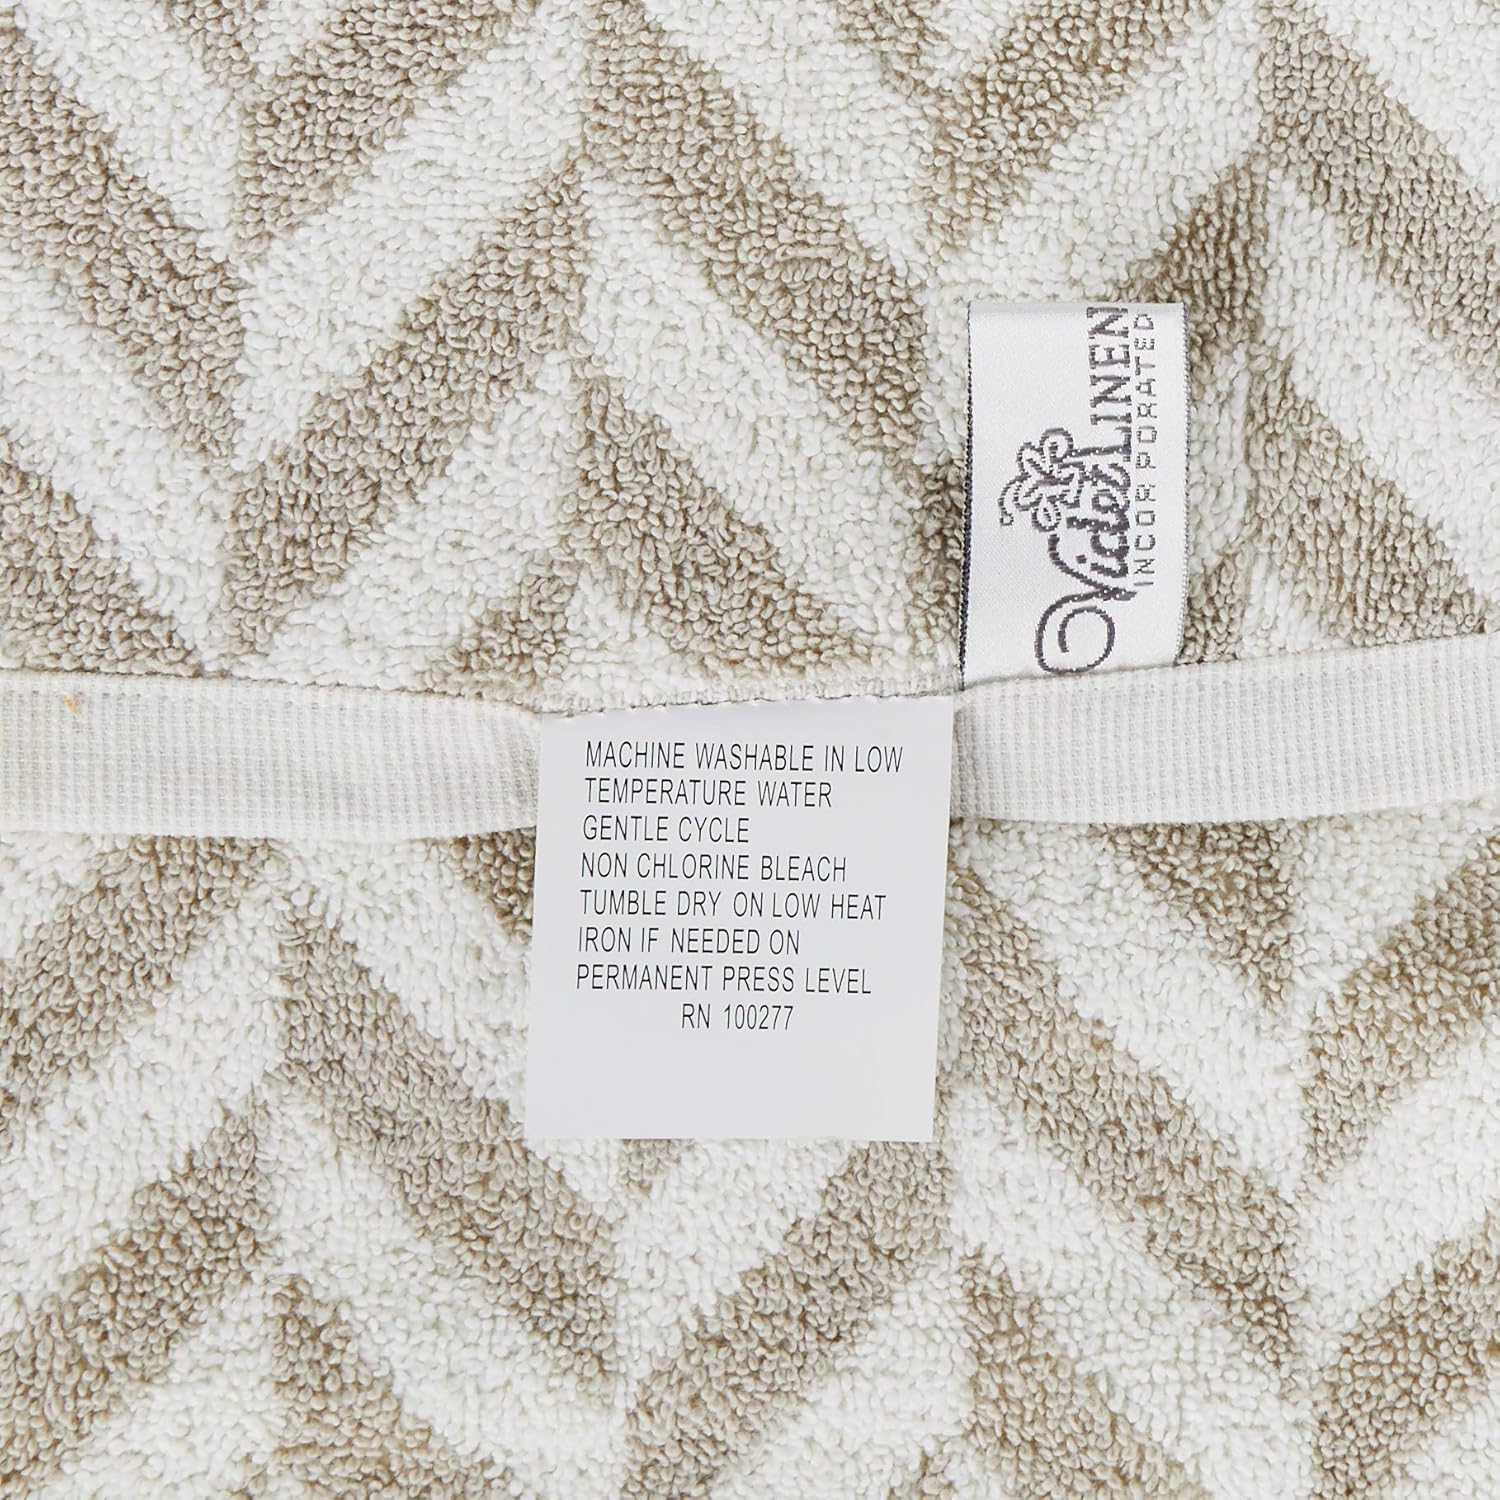 Videt LINEN
INCORPORATED
MACHINE WASHABLE IN LOW
TEMPERATURE WATER
GENTLE CYCLE
NON CHLORINE BLEACH
TUMBLE DRY ON LOW HEAT
IRON IF NEEDED ON
PERMANENT PRESS LEVEL
RN 100277